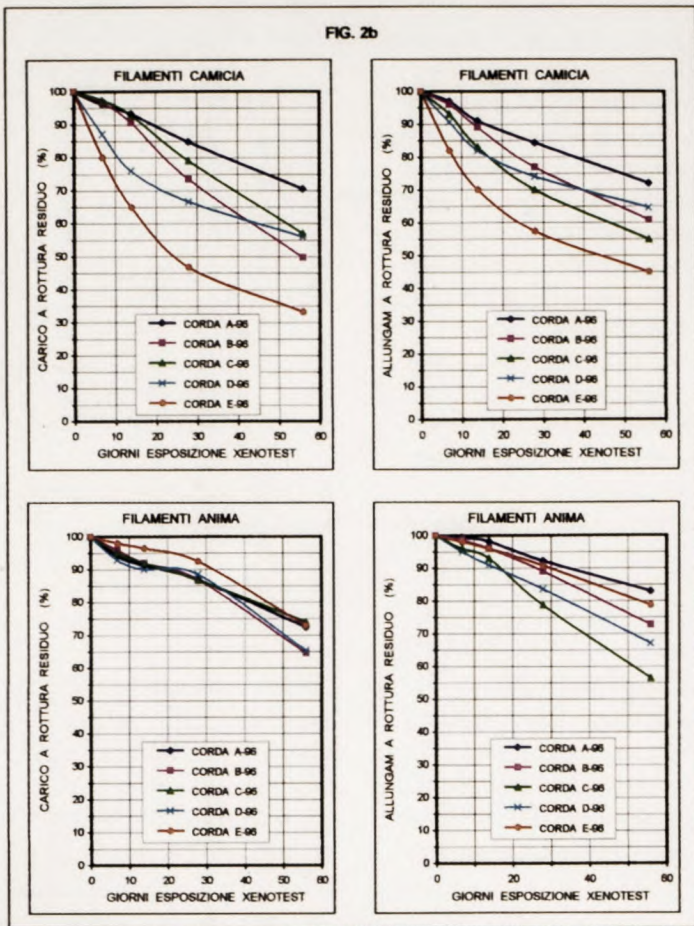 FIG. 2b
FILAMENTI CAMICIA
CARICO A ROTTURA RESIDUO (%)
100
90
80
70
60
50
40
30
20
10
0
CORDA A-96
CORDA B-96
CORDA C-96
CORDA D-96
CORDA E-96
0 10 20 30 40 50 60
GIORNI ESPOSIZIONE XENOTEST
FILAMENTI CAMICIA
ALLUNGAM A ROTTURA RESIDUO (%)
100
90
80
70
60
50
40
30
20
10
0
CORDA A-96
CORDA B-96
CORDA C-96
CORDA D-96
CORDA E-96
0 10 20 30 40 50 60
GIORNI ESPOSIZIONE XENOTEST
FILAMENTI ANIMA
CARICO A ROTTURA RESIDUO (%)
100
90
80
70
60
50
40
30
20
10
0
CORDA A-96
CORDA B-96
CORDA C-96
CORDA D-96
CORDA E-96
0 10 20 30 40 50 60
GIORNI ESPOSIZIONE XENOTEST
FILAMENTI ANIMA
ALLUNGAM A ROTTURA RESIDUO (%)
100
90
80
70
60
50
40
30
20
10
0
CORDA A-96
CORDA B-96
CORDA C-96
CORDA D-96
CORDA E-96
0 10 20 30 40 50 60
GIORNI ESPOSIZIONE XENOTEST